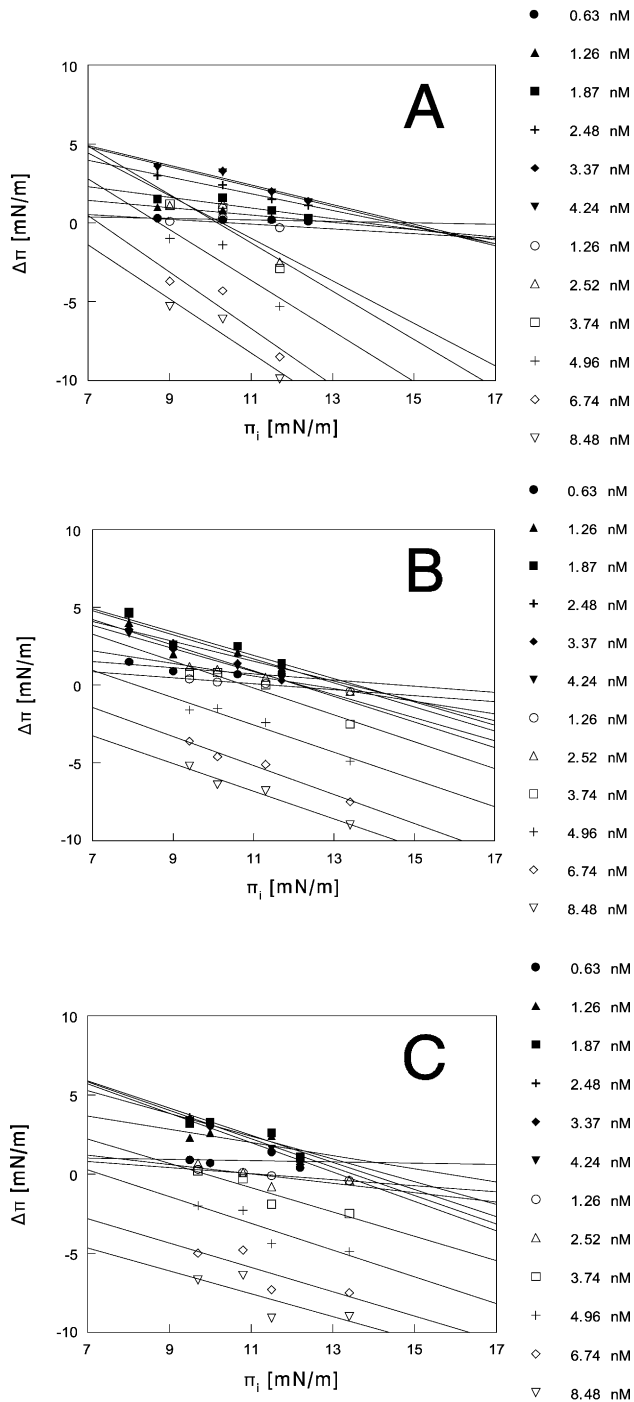 0.63 nM
1.26 nM
1.87 nM
2.48 nM
3.37 nM
4.24 nM
1.26 nM
2.52 nM
3.74 nM
4.96 nM
6.74 nM
8.48 nM
A
10
5
0
-5
-10
Δπ [mN/m]
7 9 11 13 15 17
πi [mN/m]
0.63 nM
1.26 nM
1.87 nM
2.48 nM
3.37 nM
4.24 nM
1.26 nM
2.52 nM
3.74 nM
4.96 nM
6.74 nM
8.48 nM
B
10
5
0
-5
-10
Δπ [mN/m]
7 9 11 13 15 17
πi [mN/m]
0.63 nM
1.26 nM
1.87 nM
2.48 nM
3.37 nM
4.24 nM
1.26 nM
2.52 nM
3.74 nM
4.96 nM
6.74 nM
8.48 nM
C
10
5
0
-5
-10
Δπ [mN/m]
7 9 11 13 15 17
πi [mN/m]